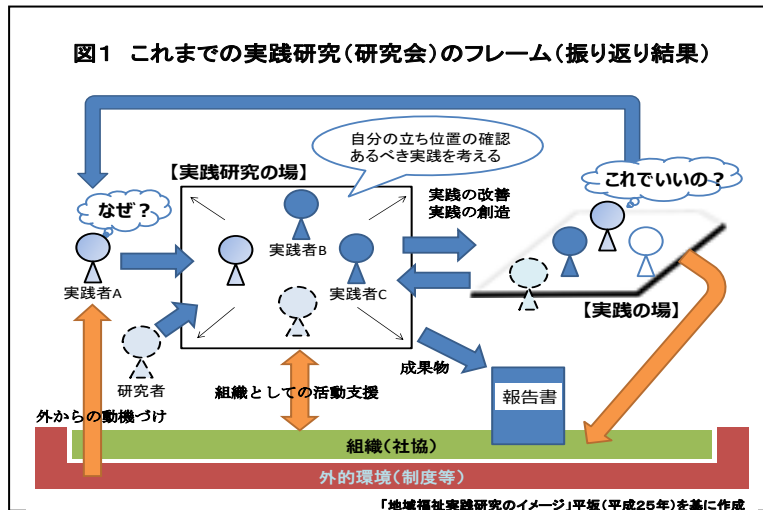 図1 これまでの実践研究(研究会)のフレーム(振り返り結果)
自分の立ち位置の確認
あるべき実践を考える
【実践研究の場】
なぜ?
これでいいの?
実践の改善
実践の創造
実践者A
実践者B
実践者C
【実践の場】
研究者
成果物
報告書
組織としての活動支援
外からの動機づけ
組織(社協)
外的環境(制度等)
「地域福祉実践研究のイメージ」平坂(平成25年)を基に作成